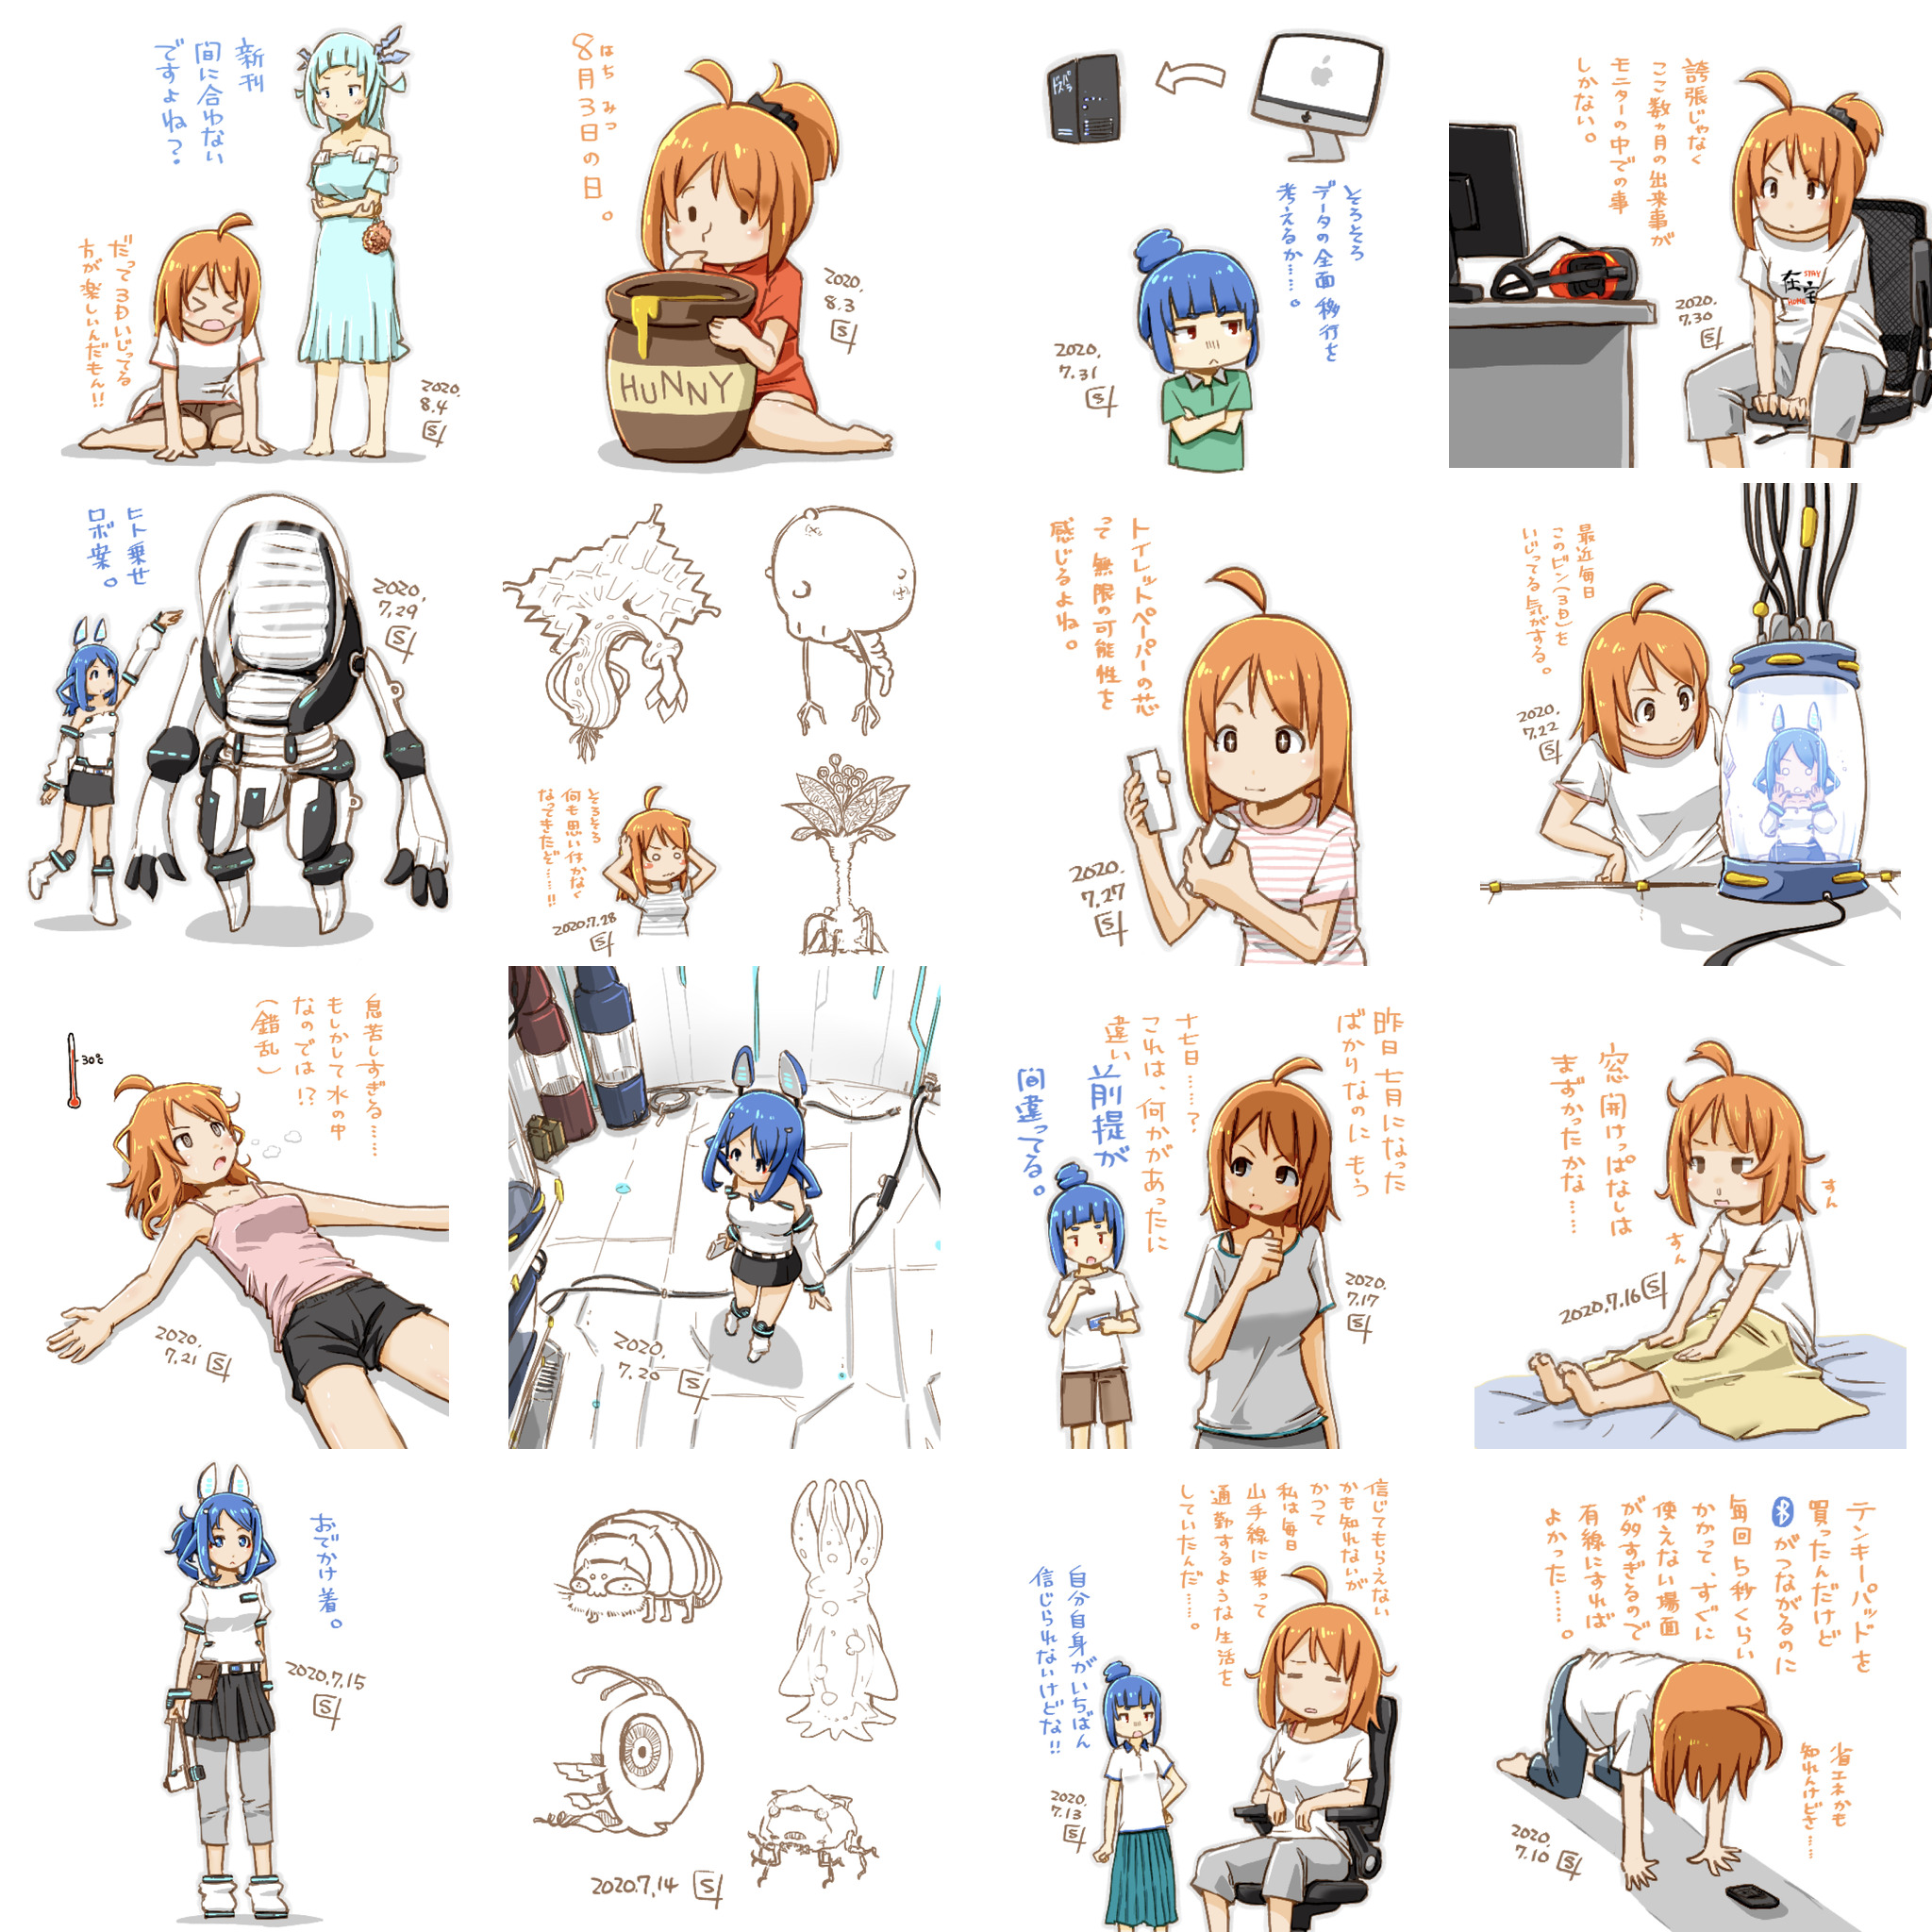 新刊
間に合わない
ですよね?
だって3Dいじってる
方が楽しいんだもん!!
2020.
8.4
はち みつ
8月3日の日。
HUNNY
2020.
8.3
ドスパラ
そろそろ
データの全面移行を
考えるか……。
2020.
7.31
誇張じゃなく
ここ数ヵ月の出来事が
モニターの中での事
しかない。
STAY
在宅
HOME
2020.
7.30
ヒト乗せ
ロボ案。
2020.
7.29
そろそろ
何も思い付かなく
なってきたぞ……!!
2020.7.28
トイレットペーパーの芯
って無限の可能性を
感じるよね。
2020.
7.27
最近毎日
このビン(3D)を
いじってる気がする。
2020.
7.22
30℃
息苦しすぎる……
もしかして水の中
なのでは!?
(錯乱)
2020.
7.21
2020.
7.20
昨日七月になった
ばかりなのにもう
十七日……?
これは、何かがあったに
違い
前提が
間違ってる。
2020.
7.17
窓開けっぱなしは
まずかったかな……
すん
すん
2020.7.16
おでかけ着。
2020.7.15
2020.7.14
信じてもらえない
かも知れないが
かつて
私は毎日
山手線に乗って
通勤するような生活を
していたんだ……。
自分自身がいちばん
信じられないけどな!!
2020.
7.13
テンキーパッドを
買ったんだけど
がつながるのに
毎回5秒くらい
かかって、すぐに
使えない場面
が多すぎるので
有線にすれば
よかった……。
省エネかも
知れんけどさ…
2020.
7.10